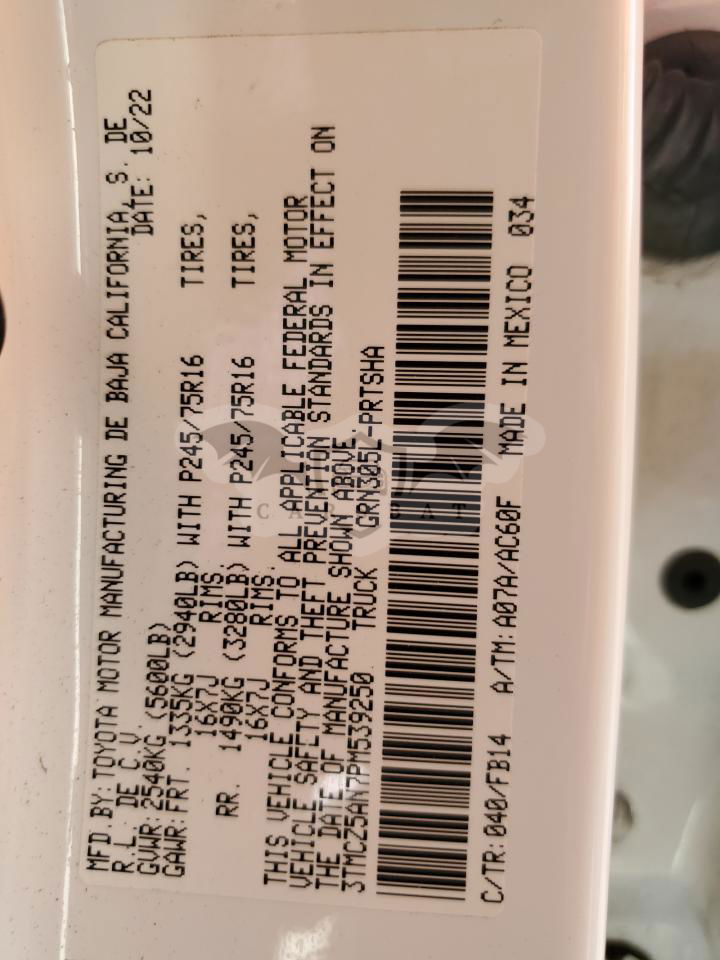 MFD.BY:TOYOTA MOTOR MANUFACTURING DE BAJA CALIFORNIA, S. DE
R.L. DE C.V. DATE: 10/22
GVWR:2540KG (5600LB)
GAWR:FRT. 1335KG (2940LB) WITH P245/75R16 TIRES,
16X7J RIMS.
RR. 1490KG (3280LB) WITH P245/75R16 TIRES,
16X7J RIMS.
THIS VEHICLE CONFORMS TO ALL APPLICABLE FEDERAL MOTOR
VEHICLE SAFETY AND THEFT PREVENTION STANDARDS IN EFFECT ON
THE DATE OF MANUFACTURE SHOWN ABOVE.
3TMCZ5AN7PM539250 TRUCK GRN305L-PRTSHA
C/TR:040/FB14 A/TM:A07A/AC60F MADE IN MEXICO 034